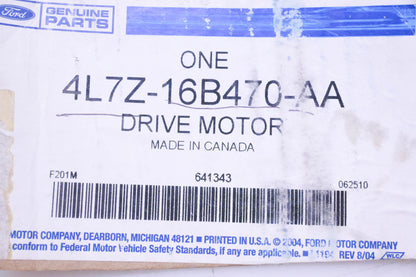 Ford GENUINE PARTS
ONE
4L7Z-16B470-AA
DRIVE MOTOR
MADE IN CANADA
F201M 641343 062510
MOTOR COMPANY, DEARBORN, MICHIGAN 48121 ■ PRINTED IN U.S.A. ■ © 2004, FORD MOTOR COMPANY
conform to Federal Motor Vehicle Safety Standards, if any are applicable. ■ 1194 REV 8/04 WLC